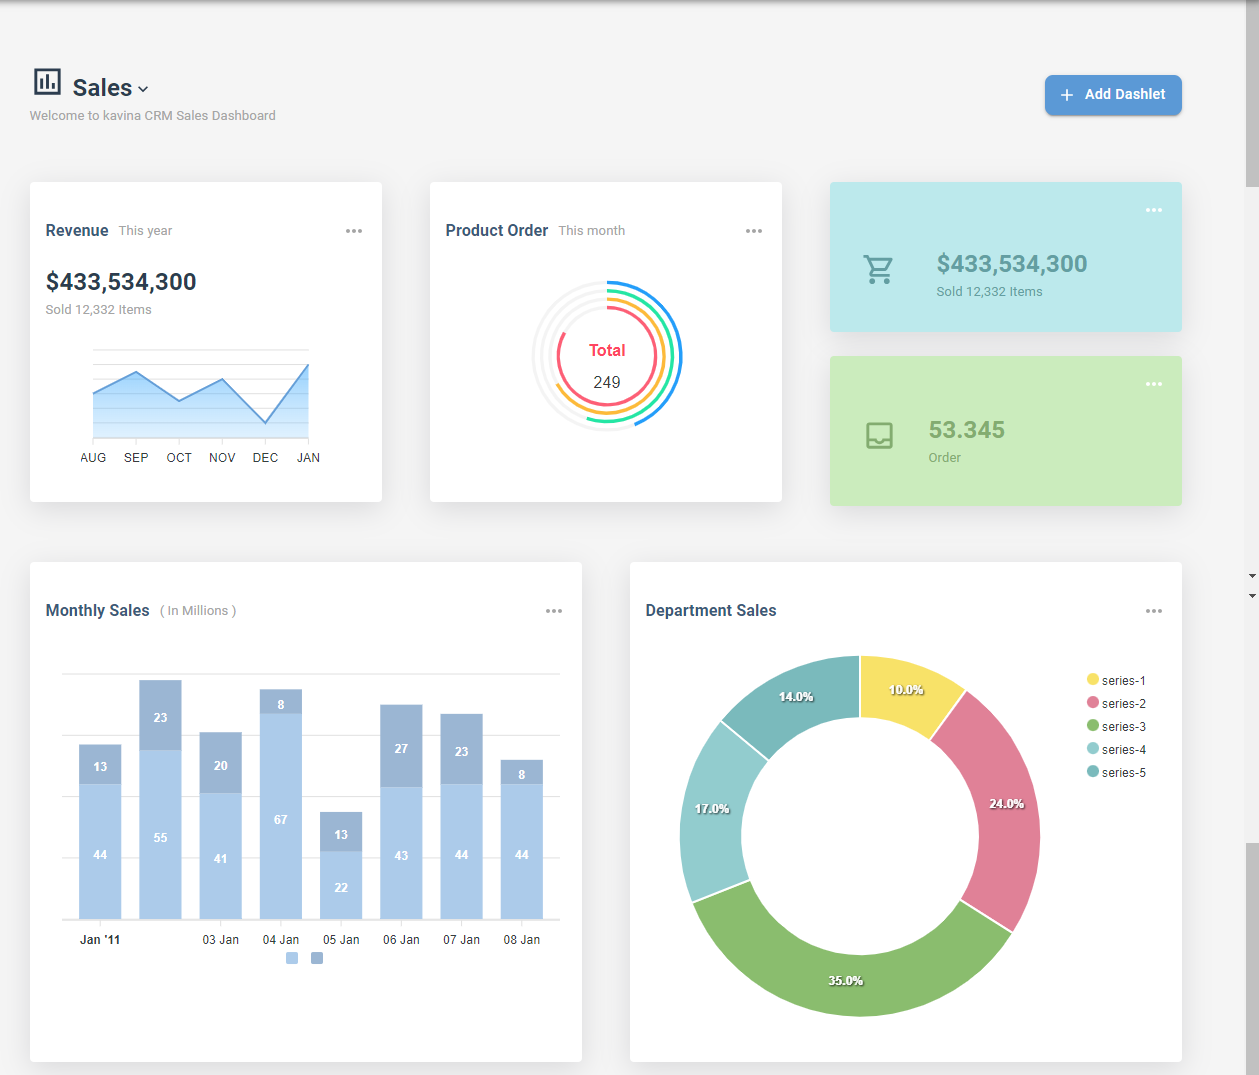 Sales
Welcome to kavina CRM Sales Dashboard
+ Add Dashlet
Revenue This year
$433,534,300
Sold 12,332 Items
AUG SEP OCT NOV DEC JAN
Product Order This month
Total
249
$433,534,300
Sold 12,332 Items
53.345
Order
Monthly Sales ( In Millions )
13 23 20 8 13 27 23 8
44 55 41 67 22 43 44 44
Jan '11 03 Jan 04 Jan 05 Jan 06 Jan 07 Jan 08 Jan
Department Sales
10.0%
24.0%
35.0%
17.0%
14.0%
series-1
series-2
series-3
series-4
series-5